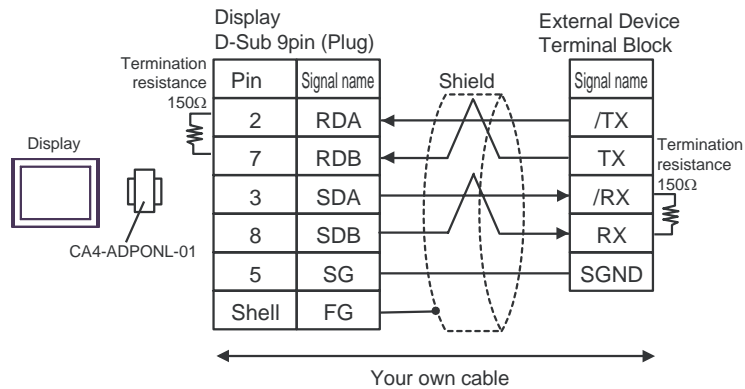 Display
D-Sub 9pin (Plug)
External Device
Terminal Block
Termination
resistance
150Ω
Pin
Signal name
Shield
Signal name
2
RDA
/TX
7
RDB
TX
Termination
resistance
150Ω
Display
3
SDA
/RX
8
SDB
RX
CA4-ADPONL-01
5
SG
SGND
Shell
FG
Your own cable